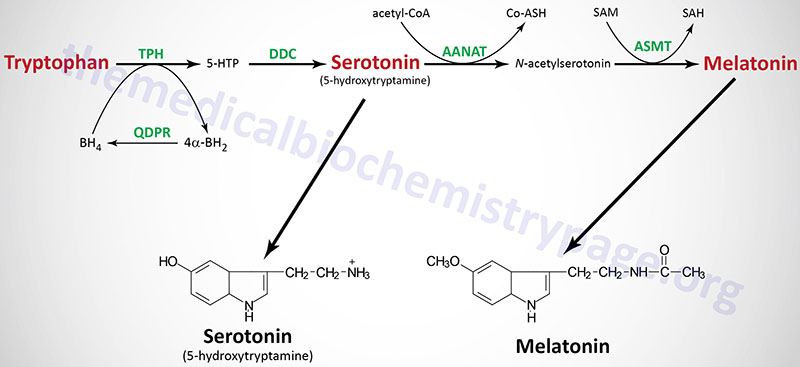 acetyl-CoA
Co-ASH
SAM
SAH
TPH
DDC
AANAT
ASMT
Tryptophan
5-HTP
Serotonin
(5-hydroxytryptamine)
N-acetylserotonin
Melatonin
QDPR
BH4
4α-BH2
themedicalbiochemistrypage.org
HO
CH2-CH2-NH3
+
N
H
Serotonin
(5-hydroxytryptamine)
O
CH3O
CH2-CH2-NH
C
CH3
N
H
Melatonin